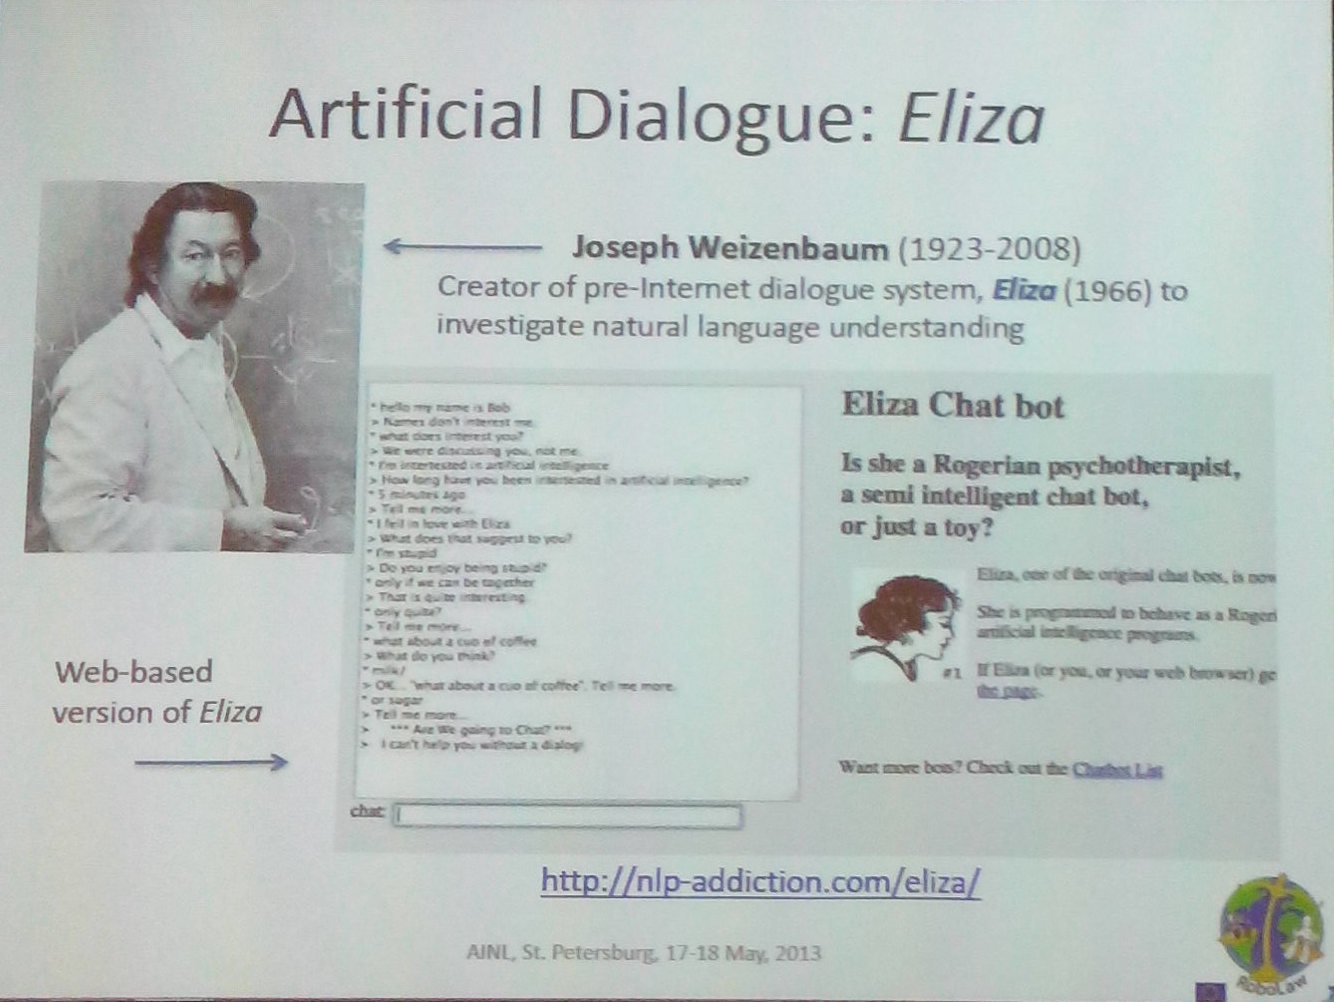 Artificial Dialogue: Eliza
Joseph Weizenbaum (1923-2008)
Creator of pre-Internet dialogue system, Eliza (1966) to
investigate natural language understanding
* hello my name is Bob
> Names don't interest me.
* what does interest you?
> We were discussing you, not me.
* I'm intertested in artificial intelligence
> How long have you been intertested in artificial intelligence?
* 5 minutes ago
> Tell me more...
* I fell in love with Eliza
> What does that suggest to you?
* I'm stupid
> Do you enjoy being stupid?
* only if we can be together
> That is quite interesting.
* only quite?
> Tell me more...
* what about a cuo of coffee
> What do you think?
* milk/
> OK... "what about a cuo of coffee". Tell me more.
* or sugar
> Tell me more...
> *** Are We going to Chat? ***
> I can't help you without a dialog!
chat:
Eliza Chat bot
Is she a Rogerian psychotherapist,
a semi intelligent chat bot,
or just a toy?
Eliza, one of the original chat bots, is now
She is programmed to behave as a Rogeri
artificial intelligence programs.
If Eliza (or you, or your web browser) ge
the page.
#1
Want more bots? Check out the Chatbot List
Web-based
version of Eliza
http://nlp-addiction.com/eliza/
AINL, St. Petersburg, 17-18 May, 2013
RoboLaw